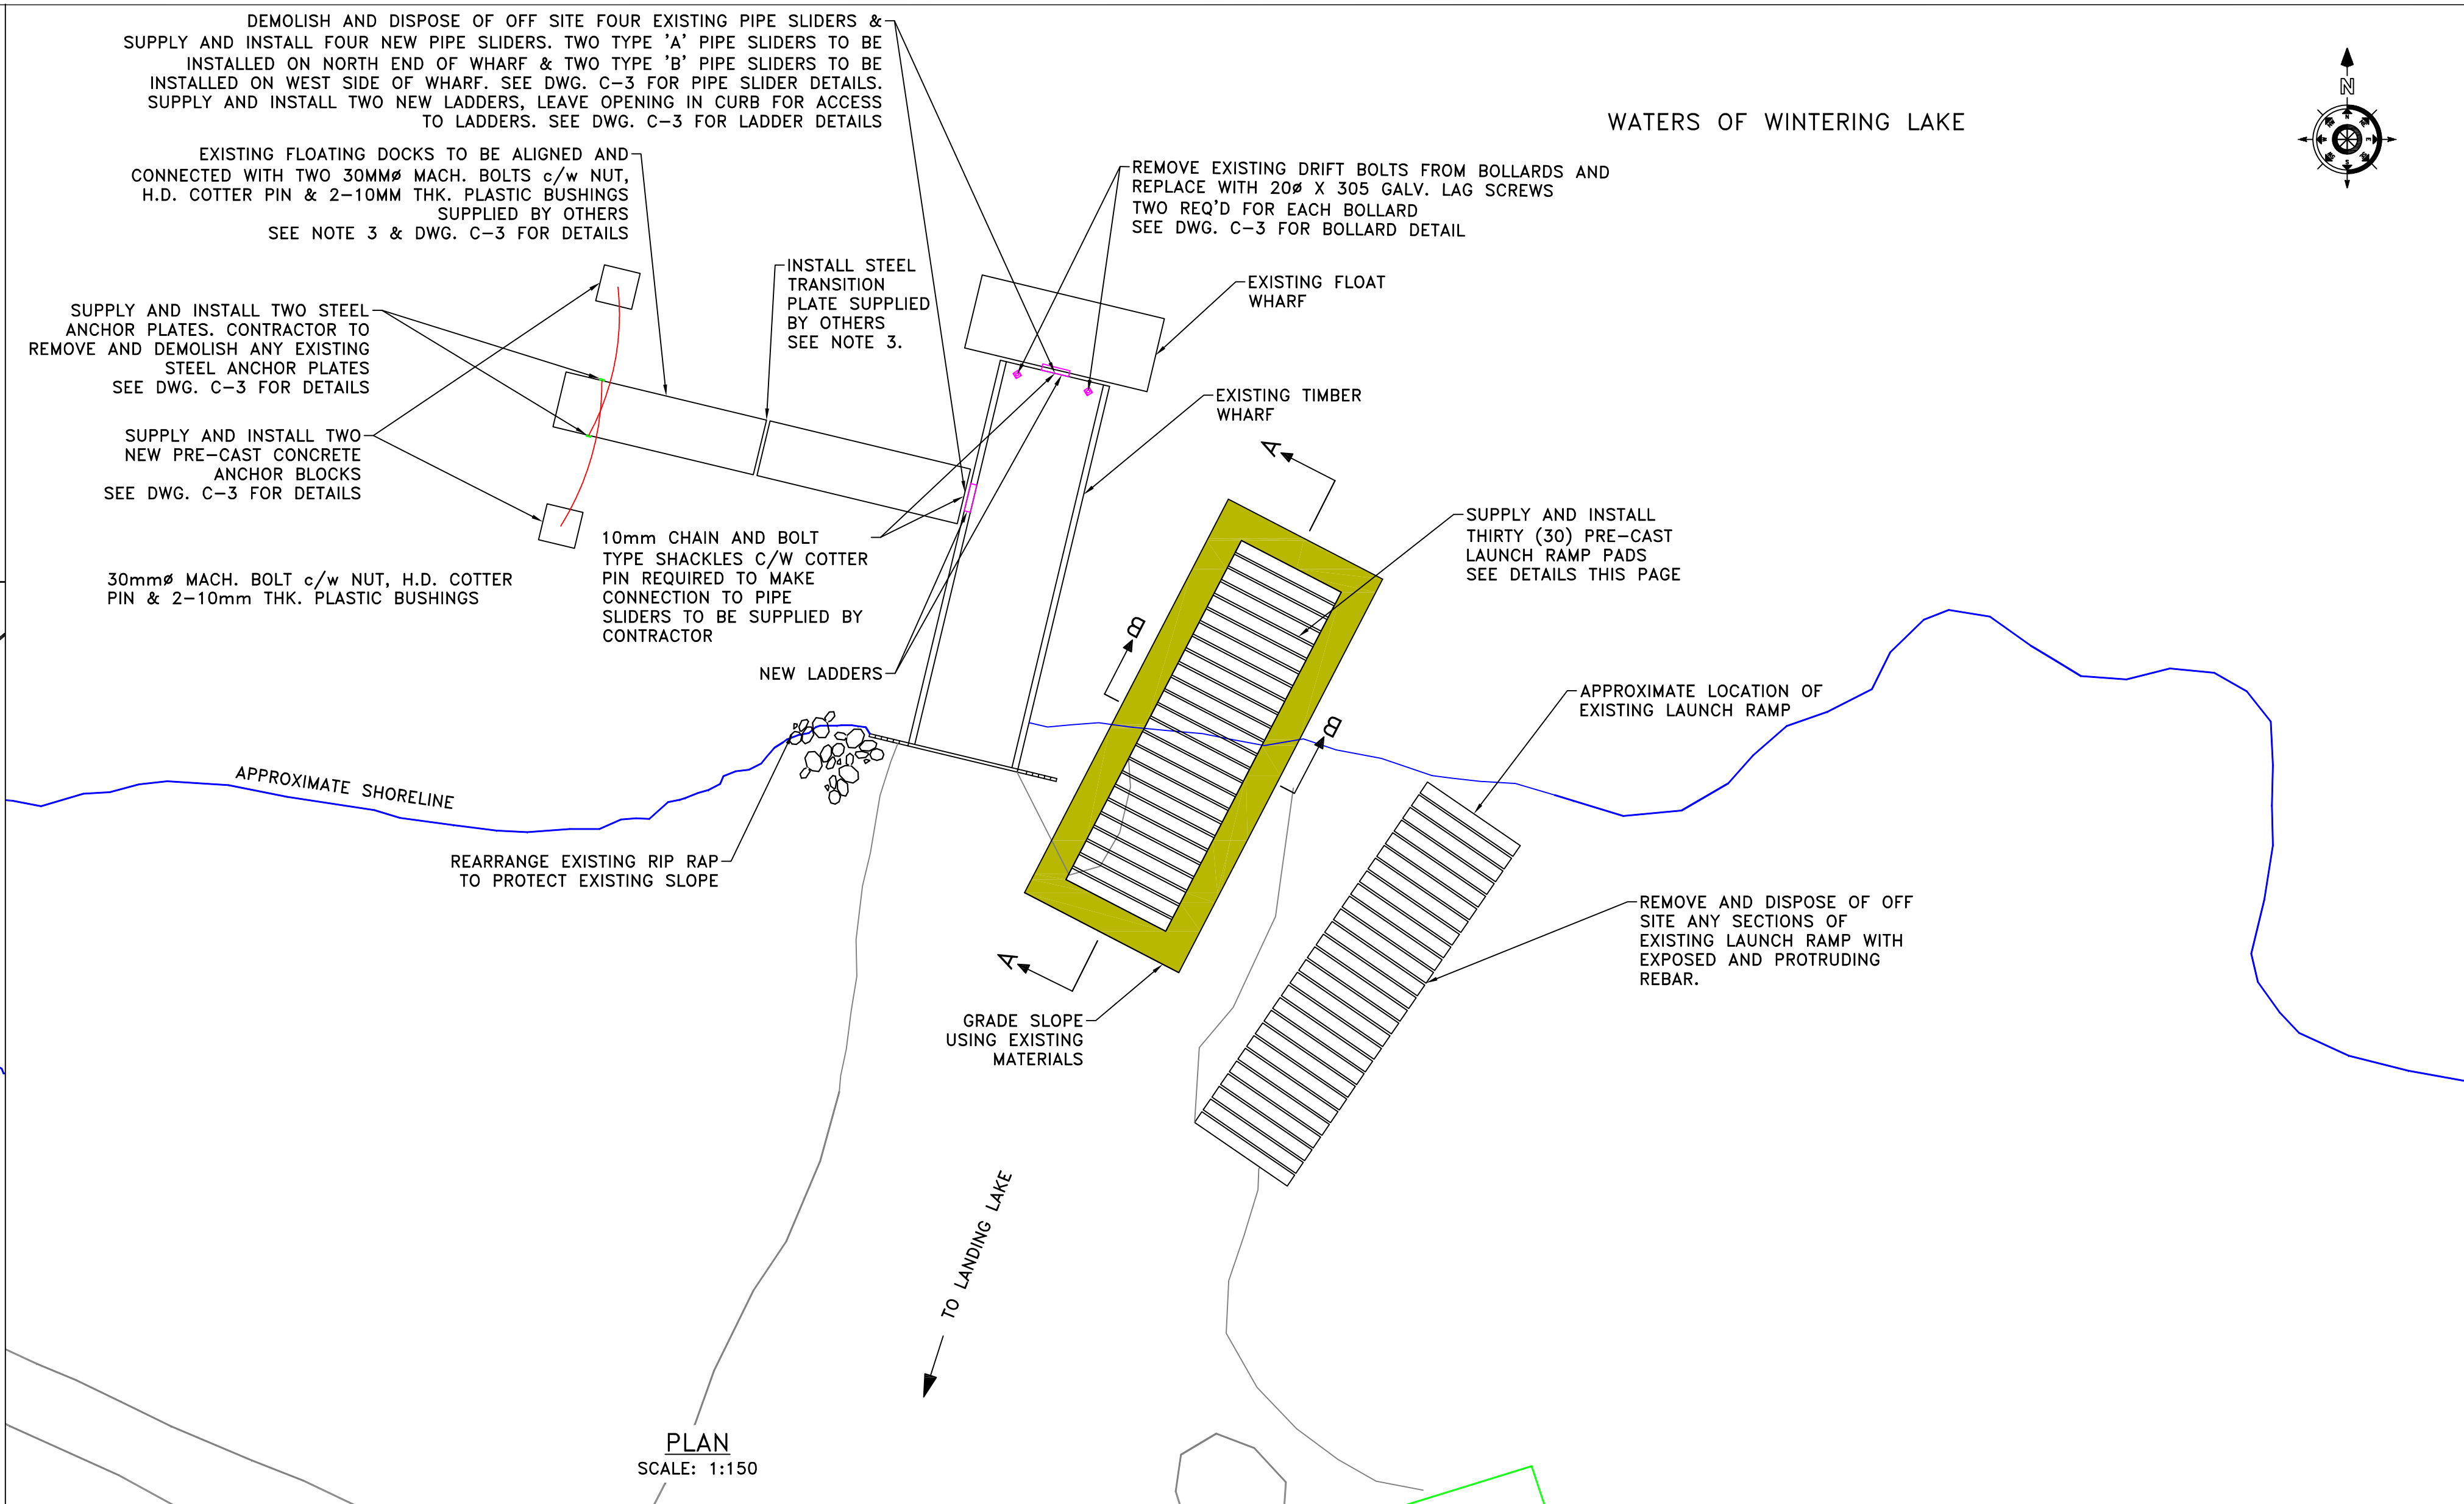 DEMOLISH AND DISPOSE OF OFF SITE FOUR EXISTING PIPE SLIDERS &
SUPPLY AND INSTALL FOUR NEW PIPE SLIDERS. TWO TYPE 'A' PIPE SLIDERS TO BE
INSTALLED ON NORTH END OF WHARF & TWO TYPE 'B' PIPE SLIDERS TO BE
INSTALLED ON WEST SIDE OF WHARF. SEE DWG. C-3 FOR PIPE SLIDER DETAILS.
SUPPLY AND INSTALL TWO NEW LADDERS, LEAVE OPENING IN CURB FOR ACCESS
TO LADDERS. SEE DWG. C-3 FOR LADDER DETAILS
WATERS OF WINTERING LAKE
N
EXISTING FLOATING DOCKS TO BE ALIGNED AND
CONNECTED WITH TWO 30MMø MACH. BOLTS c/w NUT,
H.D. COTTER PIN & 2-10MM THK. PLASTIC BUSHINGS
SUPPLIED BY OTHERS
SEE NOTE 3 & DWG. C-3 FOR DETAILS
REMOVE EXISTING DRIFT BOLTS FROM BOLLARDS AND
REPLACE WITH 20ø X 305 GALV. LAG SCREWS
TWO REQ'D FOR EACH BOLLARD
SEE DWG. C-3 FOR BOLLARD DETAIL
INSTALL STEEL
TRANSITION
PLATE SUPPLIED
BY OTHERS
SEE NOTE 3.
EXISTING FLOAT
WHARF
SUPPLY AND INSTALL TWO STEEL
ANCHOR PLATES. CONTRACTOR TO
REMOVE AND DEMOLISH ANY EXISTING
STEEL ANCHOR PLATES
SEE DWG. C-3 FOR DETAILS
EXISTING TIMBER
WHARF
SUPPLY AND INSTALL TWO
NEW PRE-CAST CONCRETE
ANCHOR BLOCKS
SEE DWG. C-3 FOR DETAILS
A
SUPPLY AND INSTALL
THIRTY (30) PRE-CAST
LAUNCH RAMP PADS
SEE DETAILS THIS PAGE
10mm CHAIN AND BOLT
TYPE SHACKLES C/W COTTER
PIN REQUIRED TO MAKE
CONNECTION TO PIPE
SLIDERS TO BE SUPPLIED BY
CONTRACTOR
30mmø MACH. BOLT c/w NUT, H.D. COTTER
PIN & 2-10mm THK. PLASTIC BUSHINGS
B
NEW LADDERS
APPROXIMATE LOCATION OF
EXISTING LAUNCH RAMP
B
APPROXIMATE SHORELINE
REARRANGE EXISTING RIP RAP
TO PROTECT EXISTING SLOPE
REMOVE AND DISPOSE OF OFF
SITE ANY SECTIONS OF
EXISTING LAUNCH RAMP WITH
EXPOSED AND PROTRUDING
REBAR.
A
GRADE SLOPE
USING EXISTING
MATERIALS
TO LANDING LAKE
PLAN
SCALE: 1:150